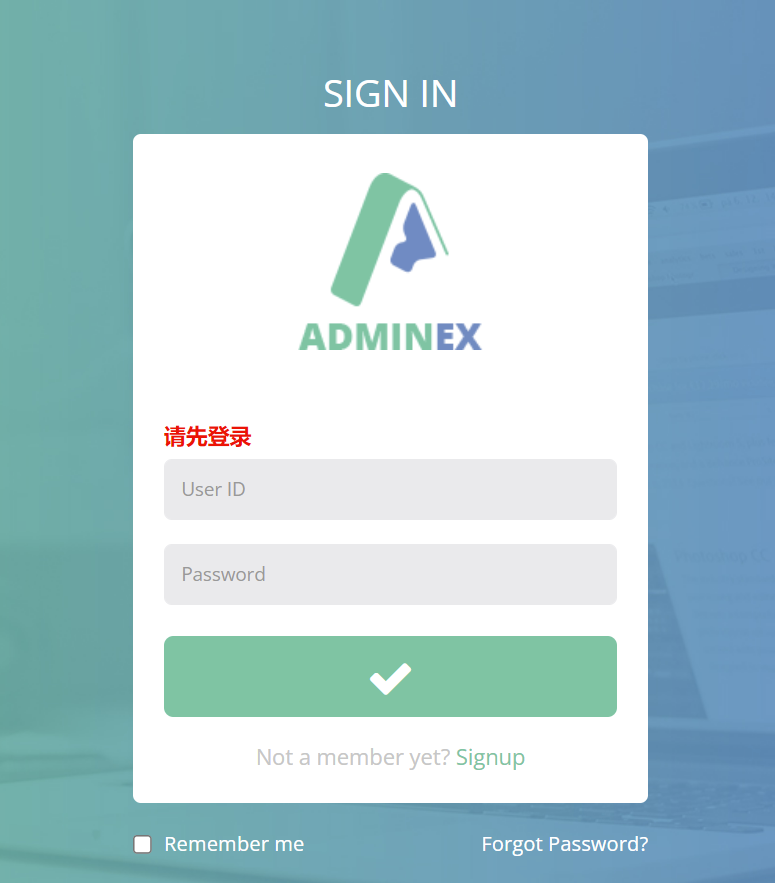 SIGN IN
ADMINEX
请先登录
User ID
Password
Not a member yet? Signup
Remember me
Forgot Password?